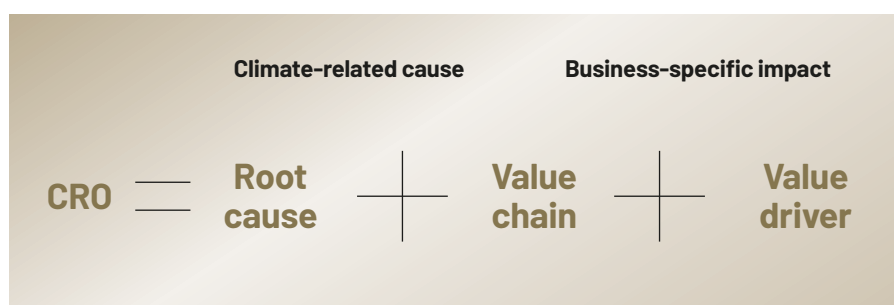 Climate-related cause
Business-specific impact
CRO
Root
cause
Value
chain
Value
driver